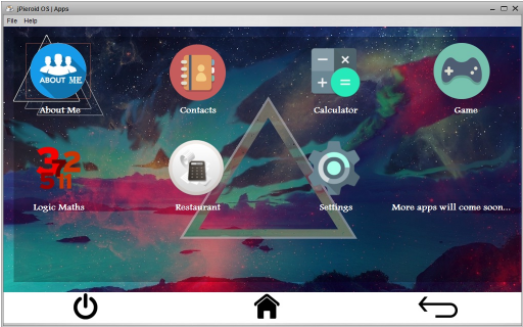 jPieroid OS | Apps
File Help
ABOUT ME
About Me
Contacts
Calculator
Game
Logic Maths
Restaurant
Settings
More apps will come soon...